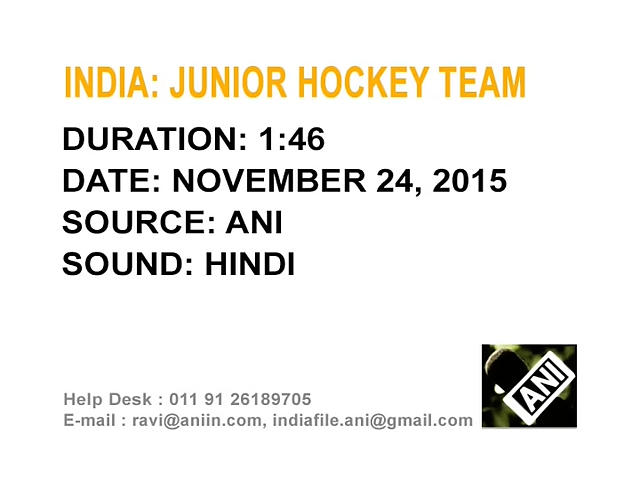 INDIA: JUNIOR HOCKEY TEAM
DURATION: 1:46
DATE: NOVEMBER 24, 2015
SOURCE: ANI
SOUND: HINDI
Help Desk : 011 91 26189705
E-mail : ravi@aniin.com, indiafile.ani@gmail.com
ANI